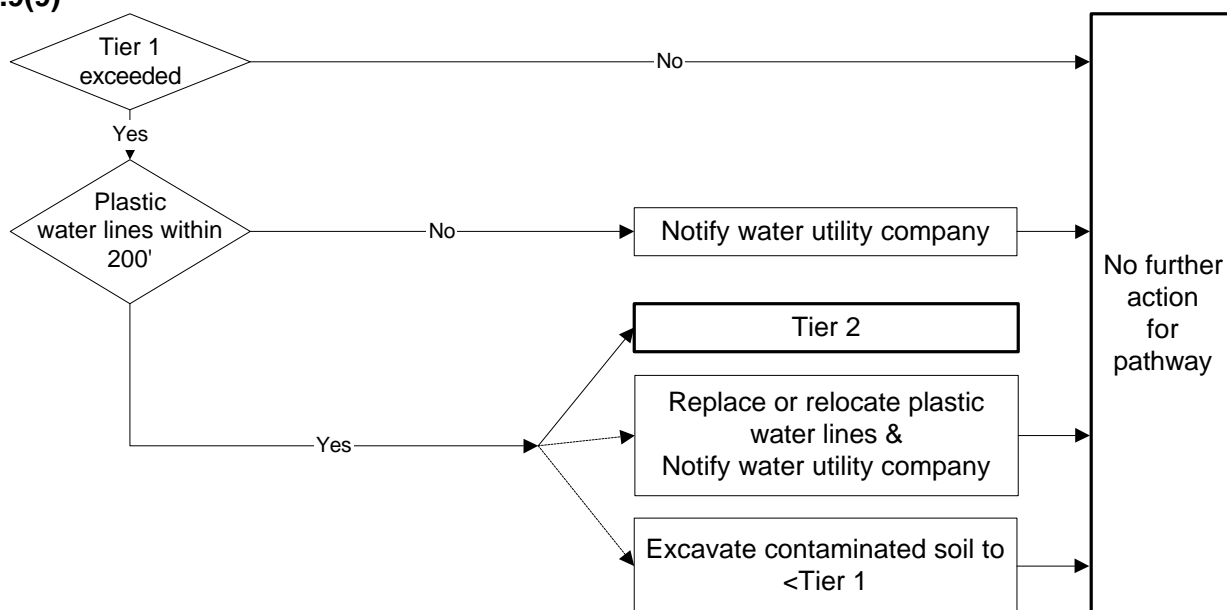 Tier 1
exceeded
No
Yes
Plastic
water lines within
200'
No
Notify water utility company
No further
action
for
pathway
Tier 2
Yes
Replace or relocate plastic
water lines &
Notify water utility company
Excavate contaminated soil to
<Tier 1